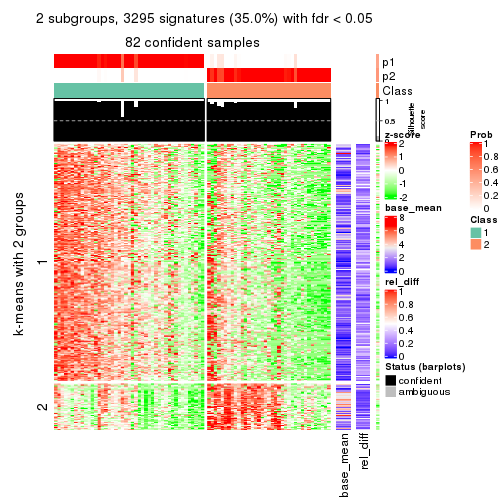 2 subgroups, 3295 signatures (35.0%) with fdr < 0.05
82 confident samples
p1
p2
Class
1
0.5
0
Silhouette
score
k-means with 2 groups
1
2
base_mean
rel_diff
z-score
2
1
0
-1
-2
base_mean
8
6
4
2
0
rel_diff
1
0.8
0.6
0.4
0.2
0
Status (barplots)
confident
ambiguous
Prob
1
0.8
0.6
0.4
0.2
0
Class
1
2